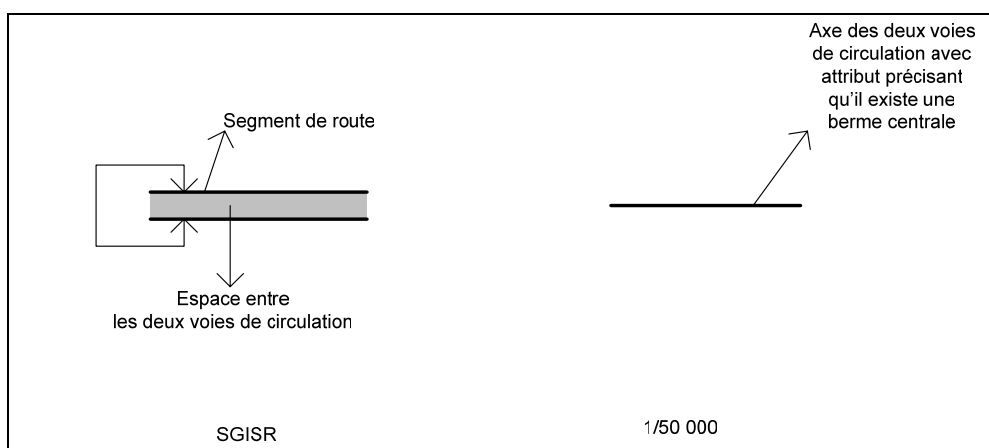 Segment de route
Espace entre
les deux voies de circulation
SGISR
Axe des deux voies
de circulation avec
attribut précisant
qu'il existe une
berme centrale
1/50 000